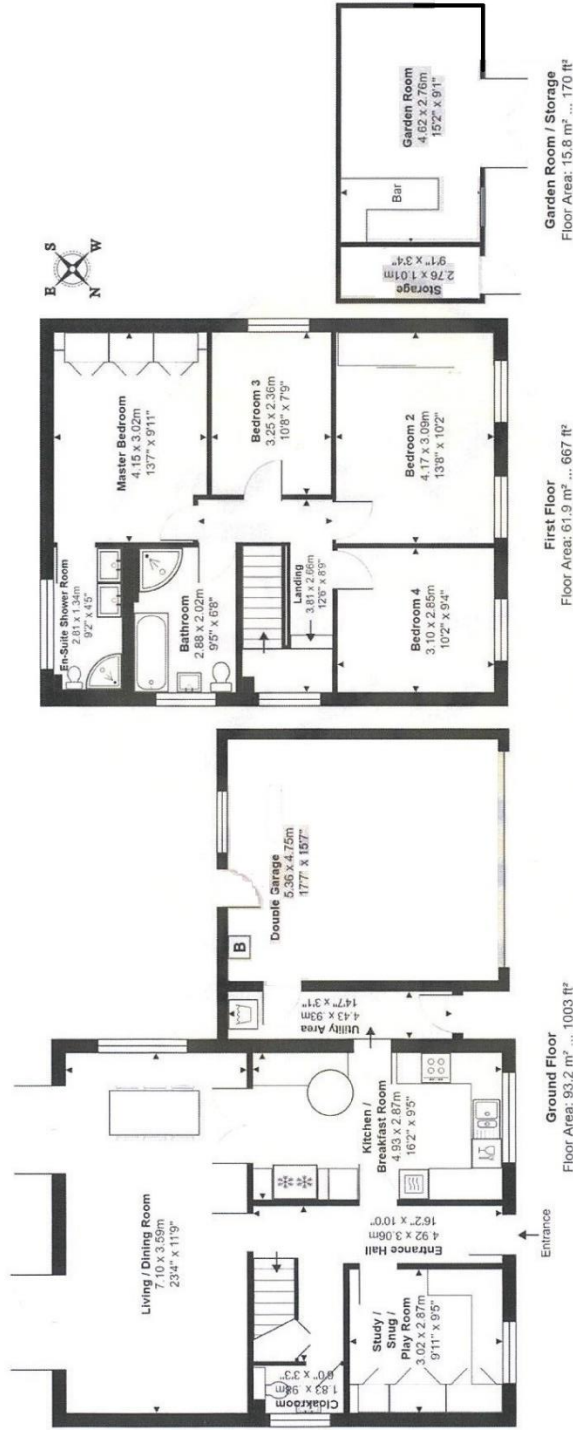 Living / Dining Room
7.10 x 3.59m
23'4" x 11'9"
Cloakroom
1.83 x .98m
6'0" x 3'3"
Study /
Snug /
Play Room
3.02 x 2.87m
9'11" x 9'5"
Entrance Hall
4.92 x 3.06m
16'2" x 10'0"
Kitchen /
Breakfast Room
4.93 x 2.87m
16'2" x 9'5"
Utility Area
4.43 x .93m
14'7" x 3'1"
B
Double Garage
5.36 x 4.75m
17'7" x 15'7"
Entrance
Ground Floor
Floor Area: 93.2 m² ... 1003 ft²
En-Suite Shower Room
2.81 x 1.34m
9'2" x 4'5"
Master Bedroom
4.15 x 3.02m
13'7" x 9'11"
Bathroom
2.88 x 2.02m
9'5" x 6'8"
Landing
3.81 x 2.66m
12'6" x 8'9"
Bedroom 3
3.25 x 2.36m
10'8" x 7'9"
Bedroom 4
3.10 x 2.85m
10'2" x 9'4"
Bedroom 2
4.17 x 3.09m
13'8" x 10'2"
First Floor
Floor Area: 61.9 m² ... 667 ft²
E
S
N
W
Storage
2.76 x 1.01m
9'1" x 3'4"
Bar
Garden Room
4.62 x 2.76m
15'2" x 9'1"
Garden Room / Storage
Floor Area: 15.8 m² ... 170 ft²